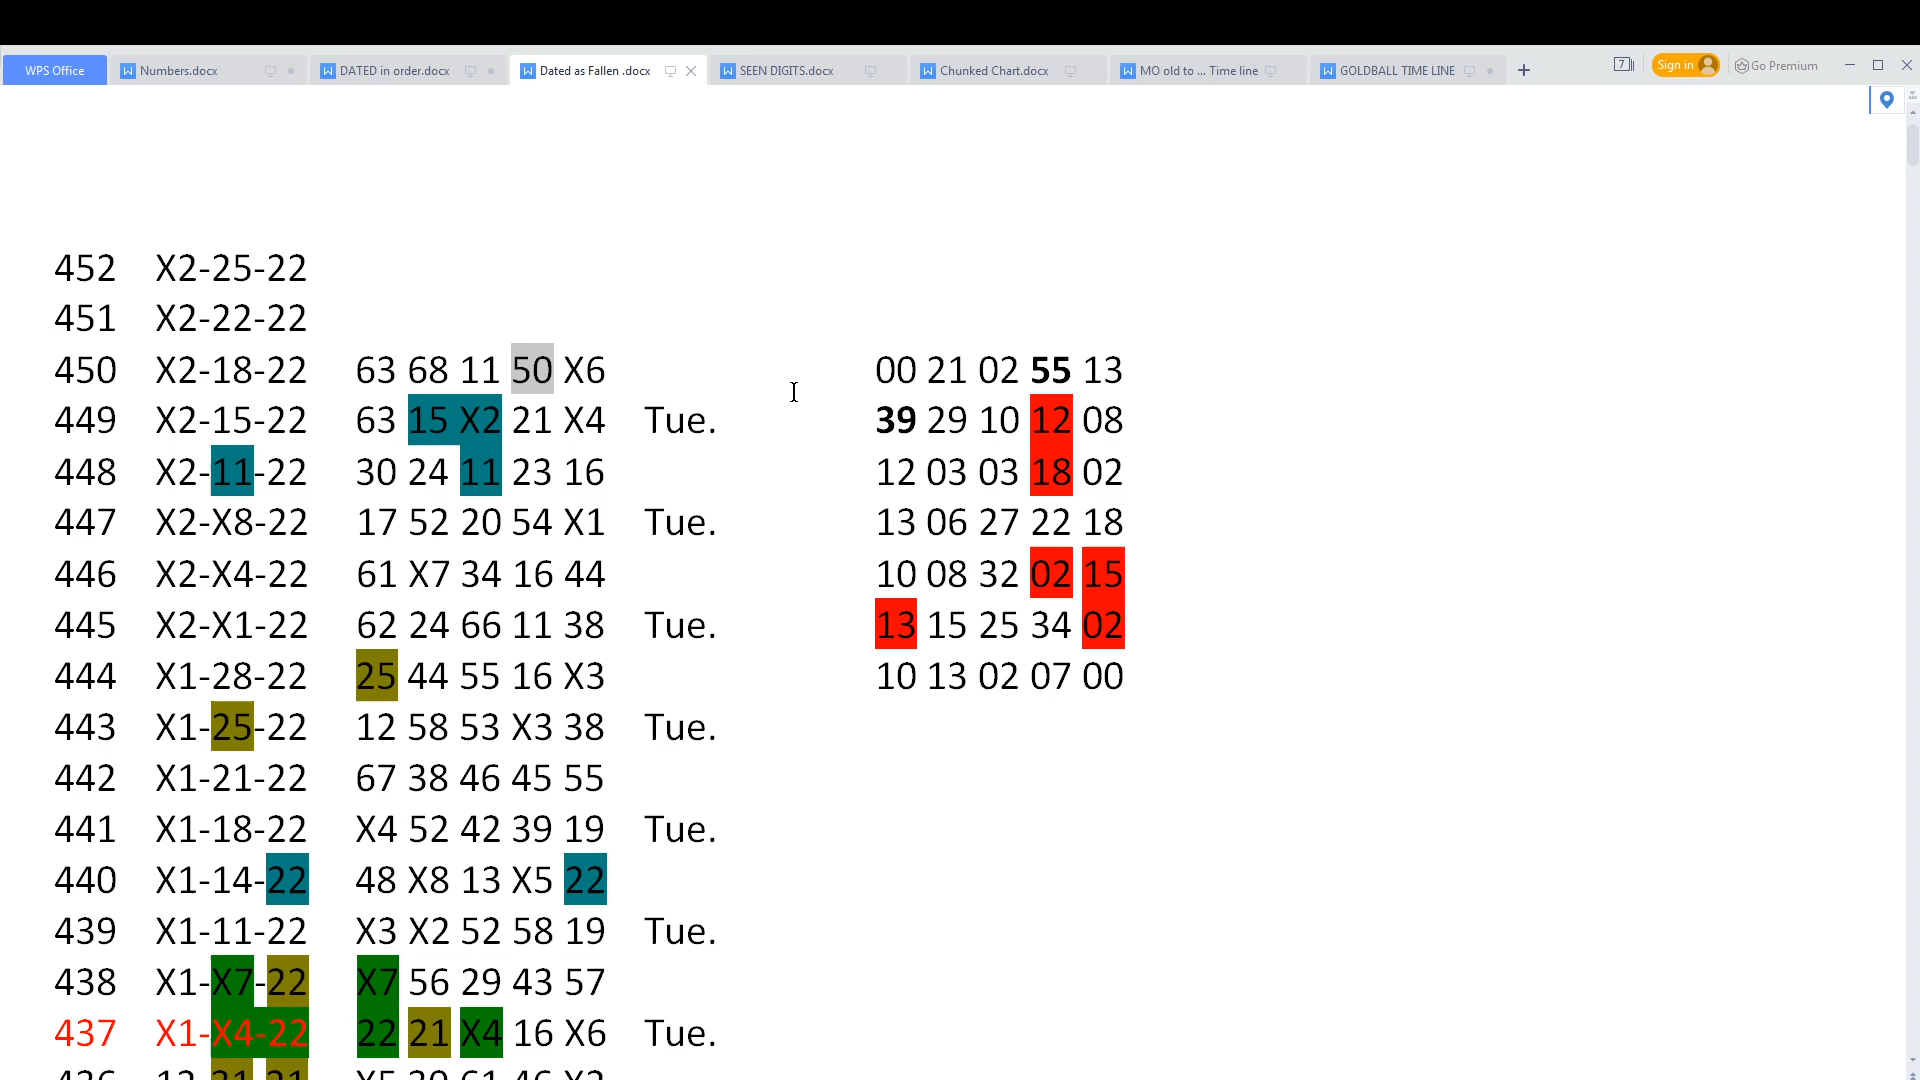 WPS Office Numbers.docx DATED in order.docx Dated as Fallen .docx SEEN DIGITS.docx Chunked Chart.docx MO old to ... Time line GOLDBALL TIME LINE + 7 Sign in Go Premium
452 X2-25-22
451 X2-22-22
450 X2-18-22 63 68 11 50 X6 00 21 02 55 13
449 X2-15-22 63 15 X2 21 X4 Tue. 39 29 10 12 08
448 X2-11-22 30 24 11 23 16 12 03 03 18 02
447 X2-X8-22 17 52 20 54 X1 Tue. 13 06 27 22 18
446 X2-X4-22 61 X7 34 16 44 10 08 32 02 15
445 X2-X1-22 62 24 66 11 38 Tue. 13 15 25 34 02
444 X1-28-22 25 44 55 16 X3 10 13 02 07 00
443 X1-25-22 12 58 53 X3 38 Tue.
442 X1-21-22 67 38 46 45 55
441 X1-18-22 X4 52 42 39 19 Tue.
440 X1-14-22 48 X8 13 X5 22
439 X1-11-22 X3 X2 52 58 19 Tue.
438 X1-X7-22 X7 56 29 43 57
437 X1-X4-22 22 21 X4 16 X6 Tue.